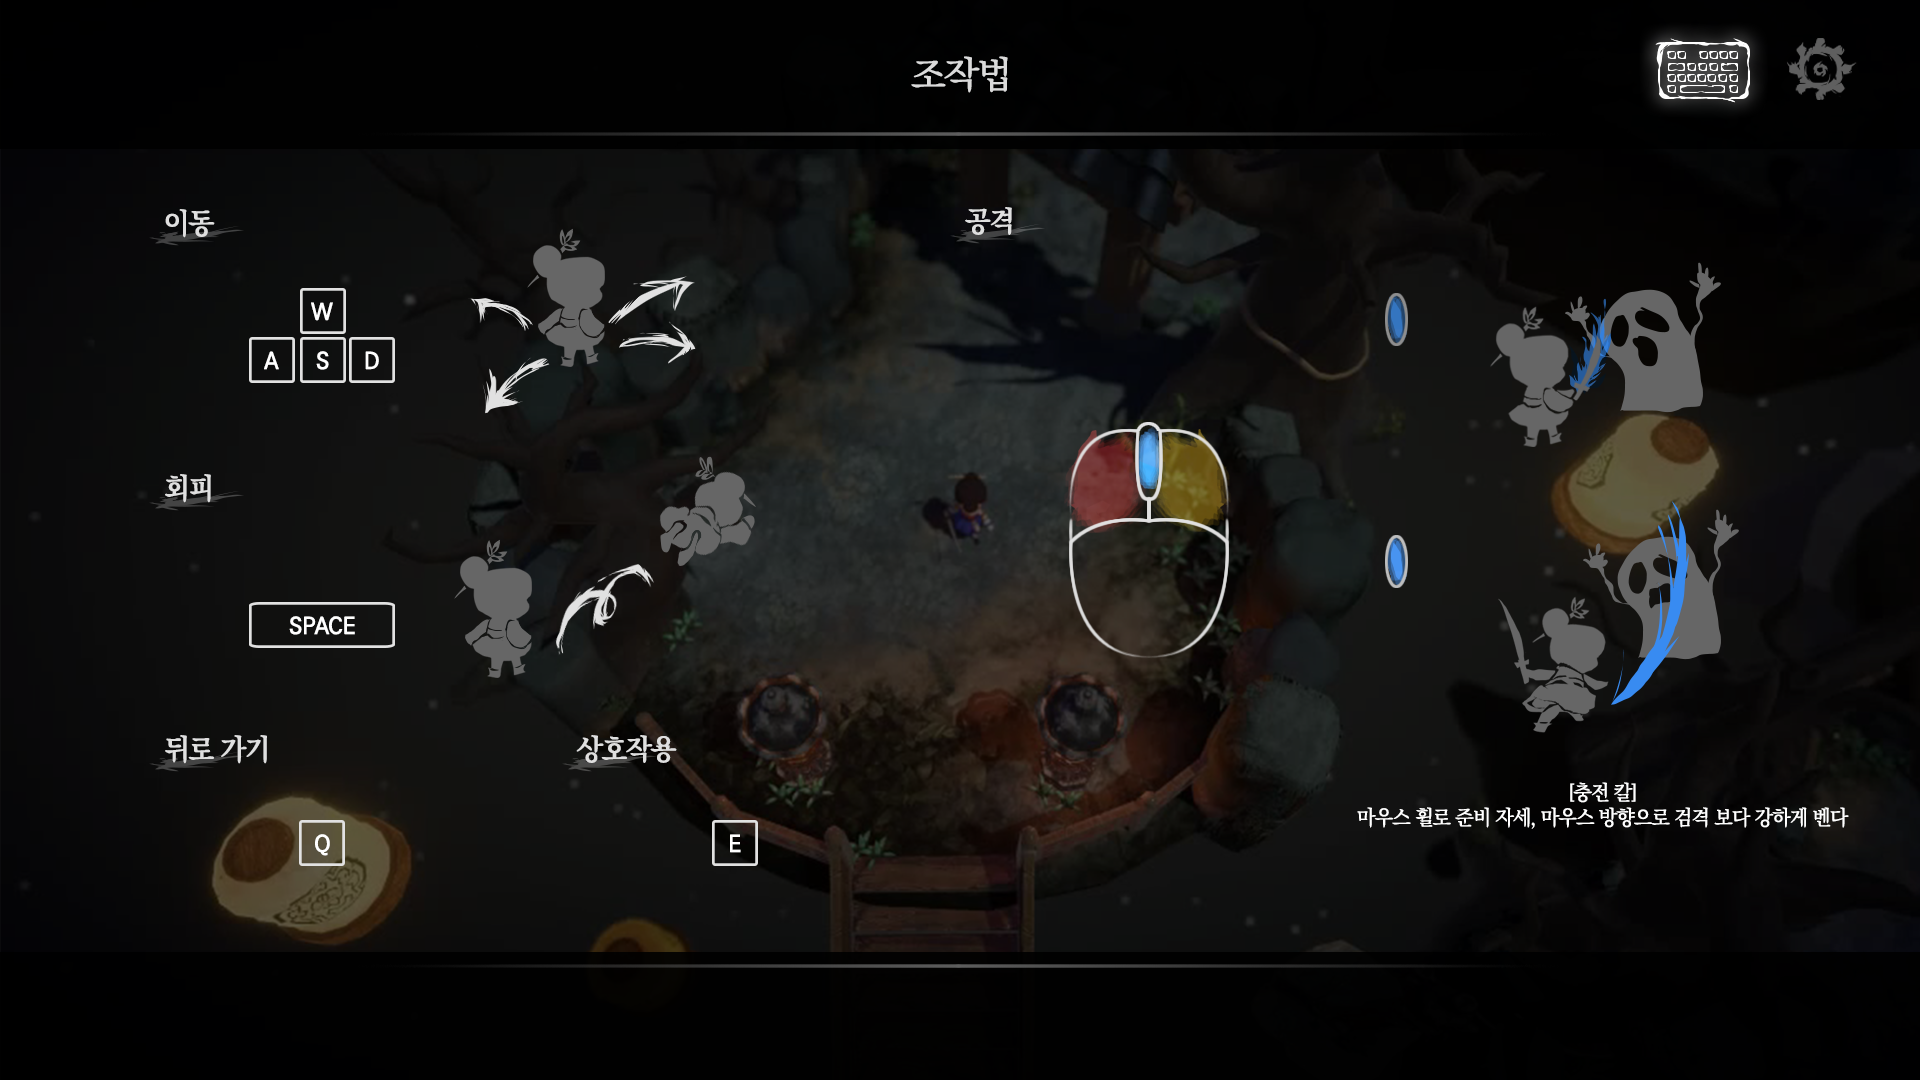 조작법
이동
W
A S D
회피
SPACE
뒤로 가기
Q
상호작용
E
공격
[충전 칼]
마우스 휠로 준비 자세, 마우스 방향으로 검격 보다 강하게 벤다